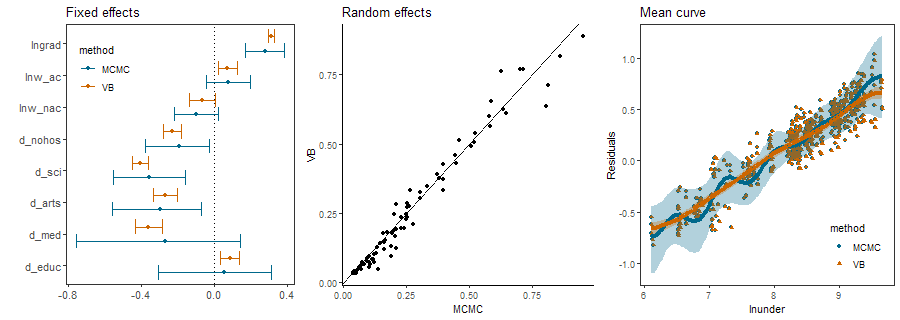 Fixed effects
lngrad
lnw_ac
lnw_nac
d_nohos
d_sci
d_arts
d_med
d_educ
method
MCMC
VB
-0.8 -0.4 0.0 0.4
Random effects
VB
0.75
0.50
0.25
0.00
0.00 0.25 0.50 0.75
MCMC
Mean curve
Residuals
1.0
0.5
0.0
-0.5
-1.0
method
MCMC
VB
6 7 8 9
lnunder